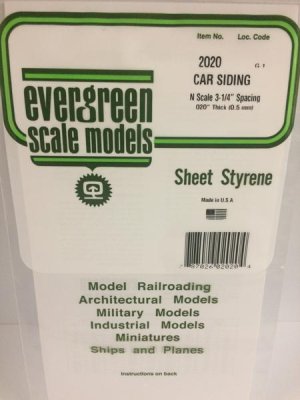 Item No. Loc. Code
2020
CAR SIDING
N Scale 3-1/4" Spacing
.020" Thick (0.5 mm)
evergreen
scale models
Sheet Styrene
Made in U.S.A
Model Railroading
Architectural Models
Military Models
Industrial Models
Miniatures
Ships and Planes
Instructions on back